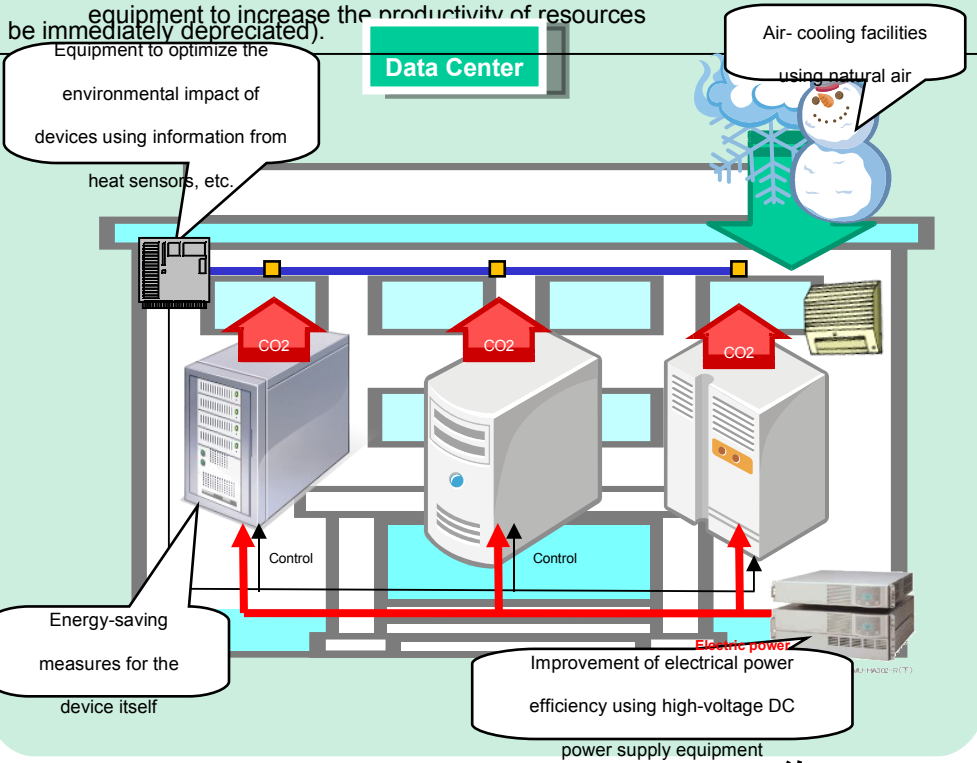 equipment to increase the productivity of resources
be immediately depreciated).
Data Center
Air- cooling facilities
using natural air
Equipment to optimize the
environmental impact of
devices using information from
heat sensors, etc.
CO2
CO2
CO2
Control
Control
Energy-saving
measures for the
device itself
Electric power
Improvement of electrical power
efficiency using high-voltage DC
power supply equipment